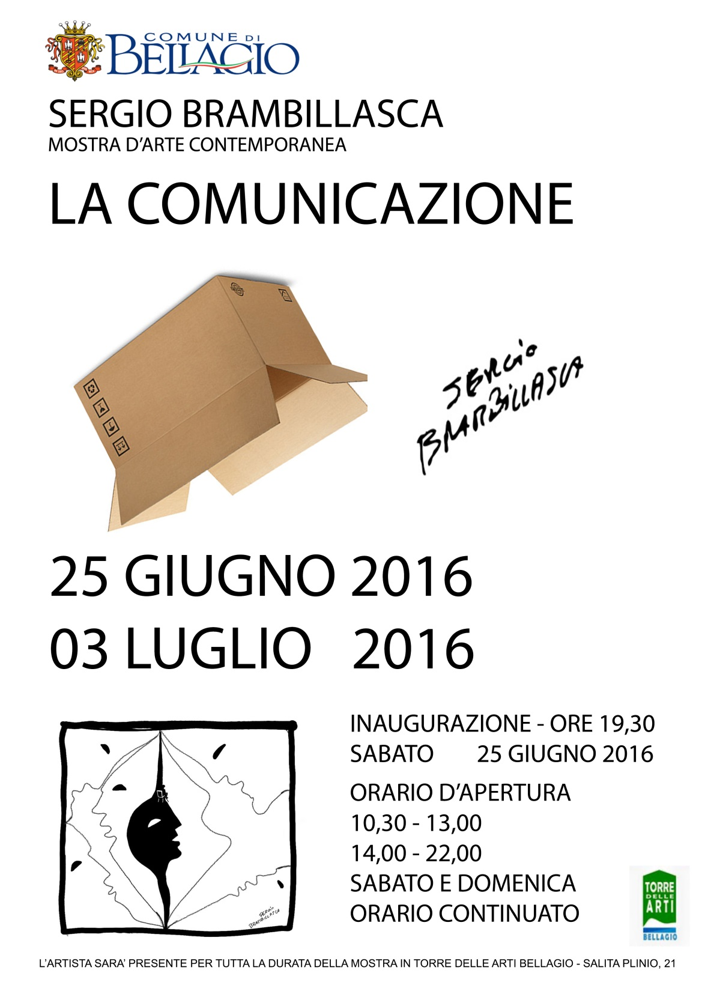 COMUNE DI
BELLAGIO
SERGIO BRAMBILLASCA
MOSTRA D'ARTE CONTEMPORANEA
LA COMUNICAZIONE
SERGiO
BRAMBiLLASCA
25 GIUGNO 2016
03 LUGLIO 2016
INAUGURAZIONE - ORE 19,30
SABATO 25 GIUGNO 2016
ORARIO D'APERTURA
10,30 - 13,00
14,00 - 22,00
SABATO E DOMENICA
ORARIO CONTINUATO
SERGiO
BRAMBiLLASCA
TORRE
DELLE
ARTI
BELLAGIO
L'ARTISTA SARA' PRESENTE PER TUTTA LA DURATA DELLA MOSTRA IN TORRE DELLE ARTI BELLAGIO - SALITA PLINIO, 21